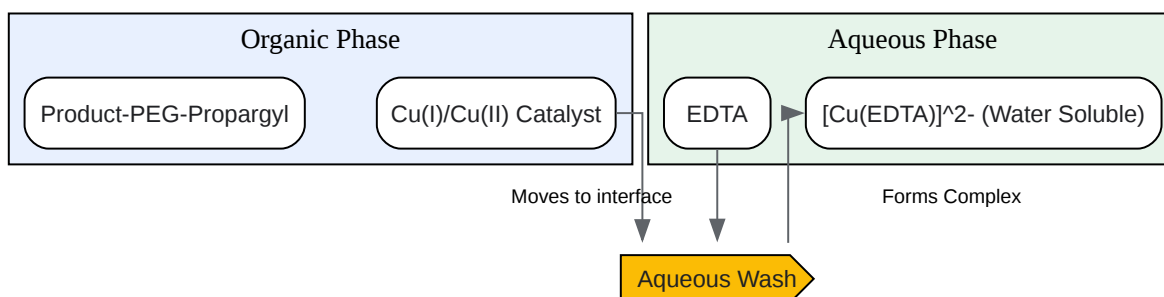 Organic Phase
Aqueous Phase
Product-PEG-Propargyl
Cu(I)/Cu(II) Catalyst
EDTA
[Cu(EDTA)]^2- (Water Soluble)
Moves to interface
Forms Complex
Aqueous Wash